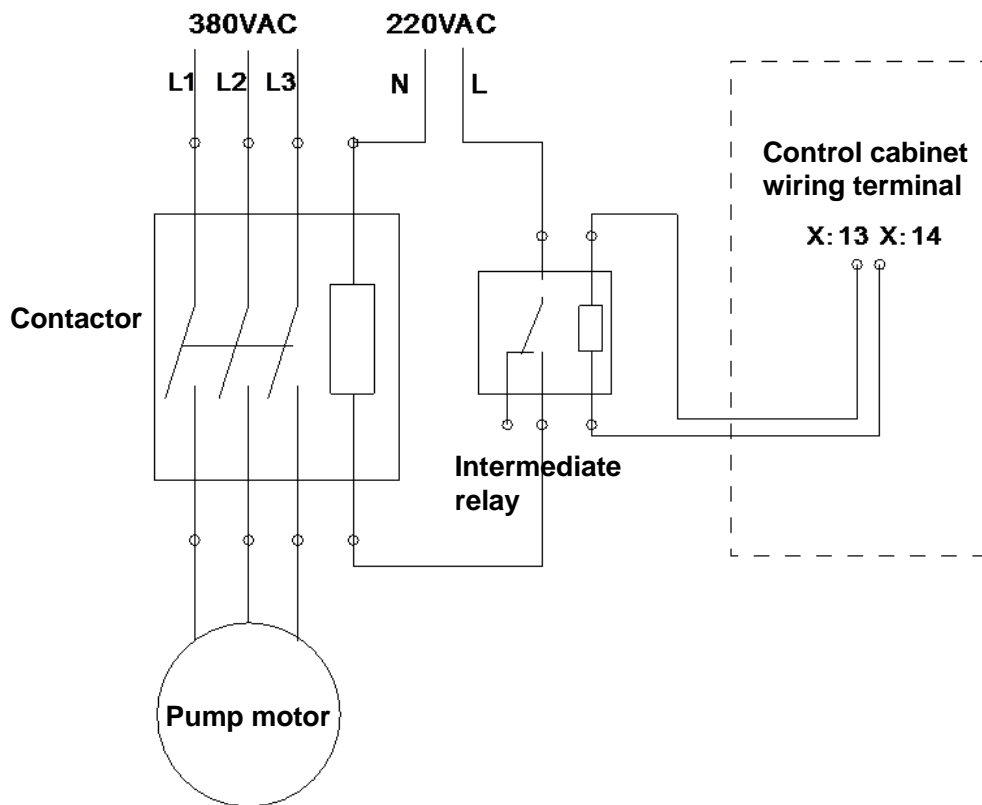 380VAC 220VAC
L1 L2 L3 N L
Control cabinet
wiring terminal
X:13 X:14
Contactor
Intermediate
relay
Pump motor